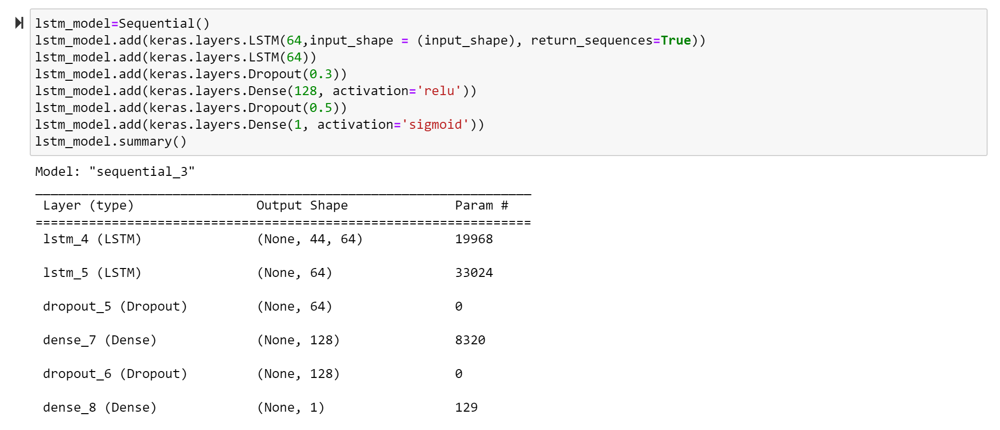 lstm_model=Sequential()
lstm_model.add(keras.layers.LSTM(64,input_shape = (input_shape), return_sequences=True))
lstm_model.add(keras.layers.LSTM(64))
lstm_model.add(keras.layers.Dropout(0.3))
lstm_model.add(keras.layers.Dense(128, activation='relu'))
lstm_model.add(keras.layers.Dropout(0.5))
lstm_model.add(keras.layers.Dense(1, activation='sigmoid'))
lstm_model.summary()
Model: "sequential_3"
_________________________________________________________________
Layer (type) Output Shape Param #
=================================================================
lstm_4 (LSTM) (None, 44, 64) 19968
lstm_5 (LSTM) (None, 64) 33024
dropout_5 (Dropout) (None, 64) 0
dense_7 (Dense) (None, 128) 8320
dropout_6 (Dropout) (None, 128) 0
dense_8 (Dense) (None, 1) 129